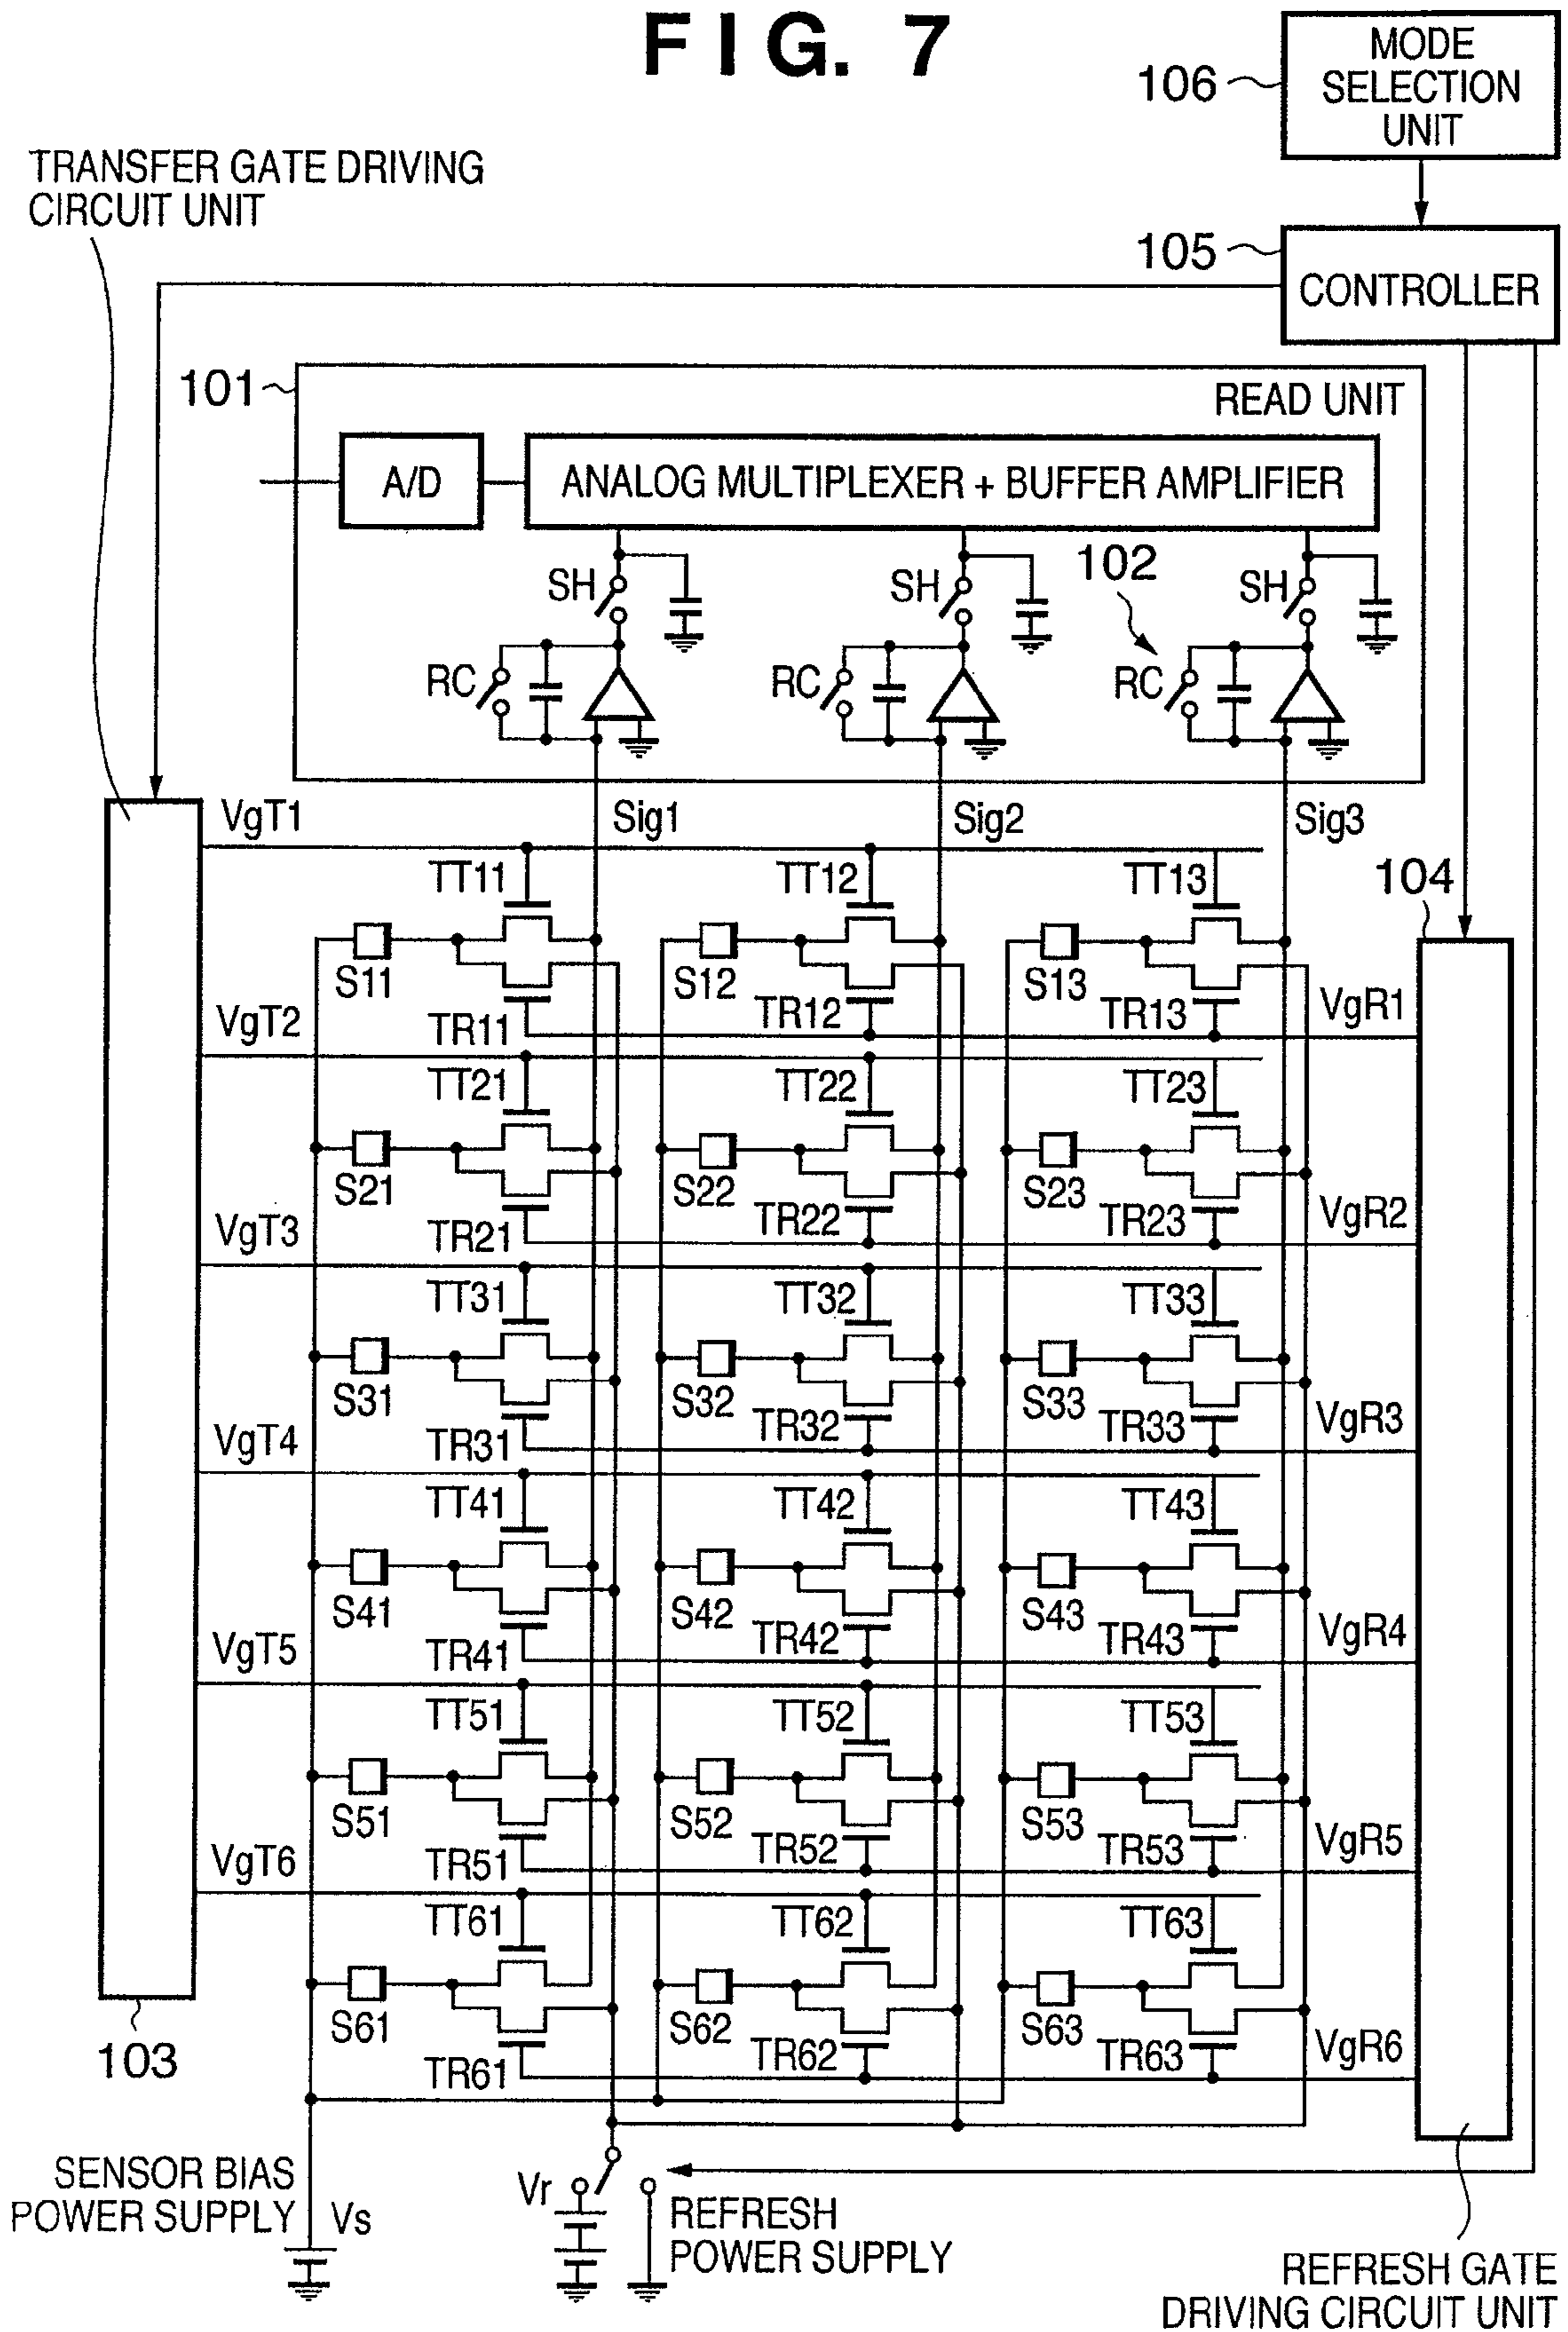 FIG. 7
MODE
SELECTION
UNIT
106
TRANSFER GATE DRIVING
CIRCUIT UNIT
105
CONTROLLER
101
READ UNIT
A/D
ANALOG MULTIPLEXER + BUFFER AMPLIFIER
102
SH SH SH
RC RC RC
VgT1 Sig1 Sig2 Sig3
TT11 TT12 TT13 104
S11 S12 S13
VgT2 TR11 TR12 TR13 VgR1
TT21 TT22 TT23
S21 S22 S23
VgT3 TR21 TR22 TR23 VgR2
TT31 TT32 TT33
S31 S32 S33
VgT4 TR31 TR32 TR33 VgR3
TT41 TT42 TT43
S41 S42 S43
VgT5 TR41 TR42 TR43 VgR4
TT51 TT52 TT53
S51 S52 S53
VgT6 TR51 TR52 TR53 VgR5
TT61 TT62 TT63
S61 S62 S63
103 TR61 TR62 TR63 VgR6
SENSOR BIAS
POWER SUPPLY Vs
Vr
REFRESH
POWER SUPPLY
REFRESH GATE
DRIVING CIRCUIT UNIT